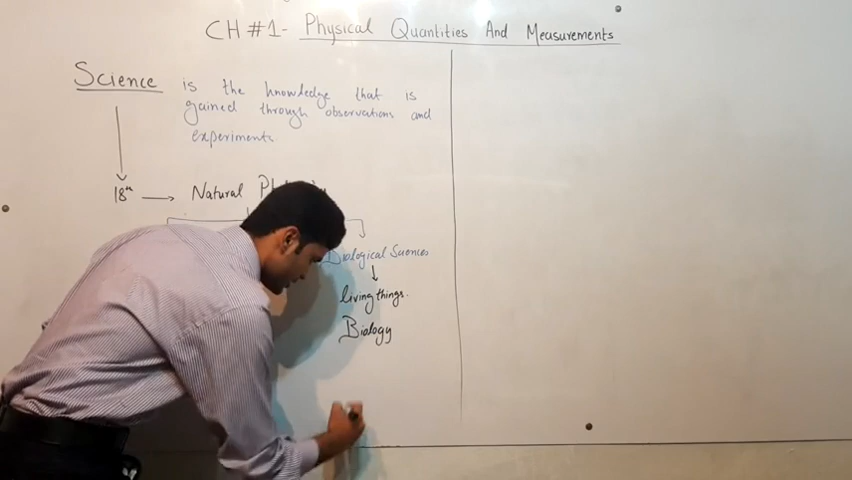 CH #1- Physical Quantities And Measurements
Science is the knowledge that is
gained through observations and
experiments
18th → Natural
Biological Sciences
living things.
Biology